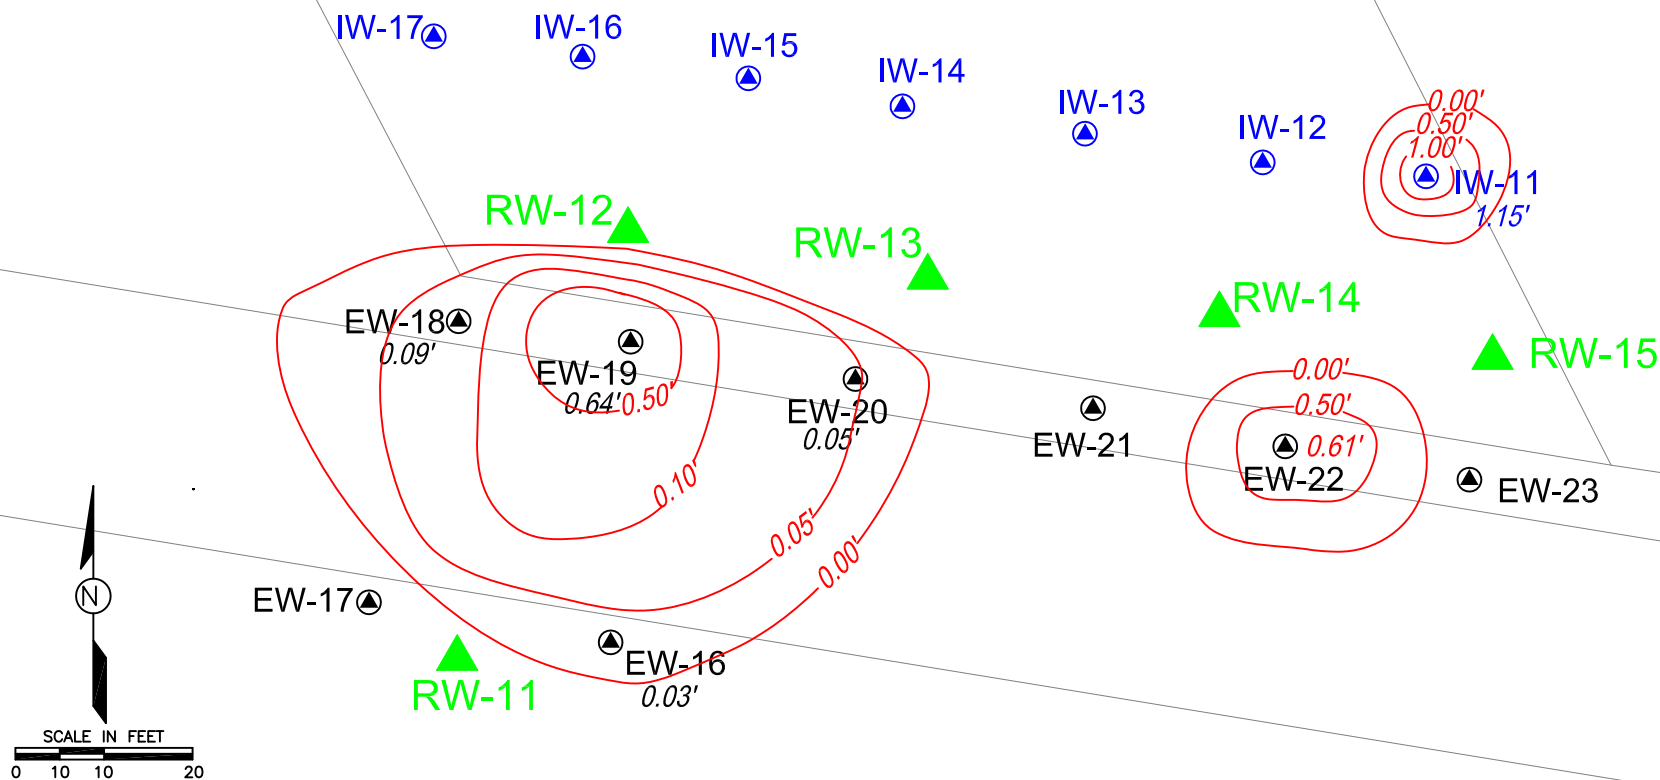 IW-17
IW-16
IW-15
IW-14
IW-13
IW-12
0.00'
0.50'
1.00'
IW-11
1.15'
RW-12
RW-13
RW-14
RW-15
EW-18
0.09'
EW-19
0.64'
0.50'
EW-20
0.05'
EW-21
0.00'
0.50'
0.61'
EW-22
EW-23
0.10'
0.05'
0.00'
EW-17
EW-16
0.03'
RW-11
N
SCALE IN FEET
0 10 10 20